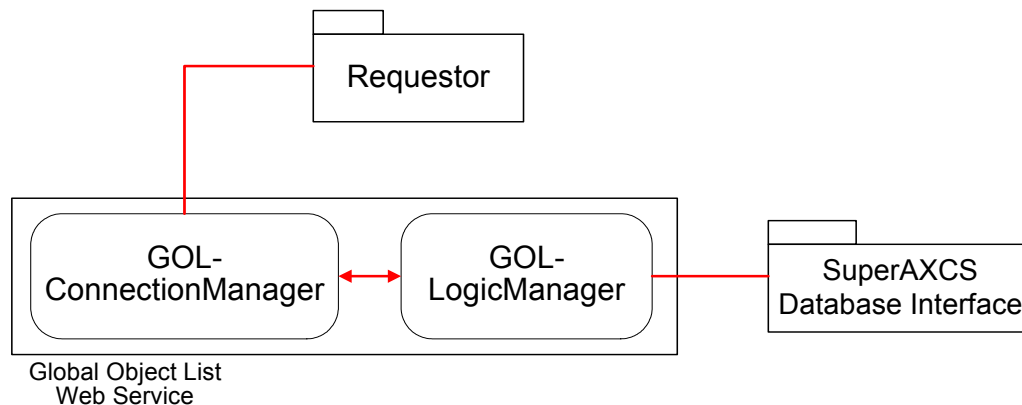 Requestor
GOL-
ConnectionManager
GOL-
LogicManager
SuperAXCS
Database Interface
Global Object List
Web Service